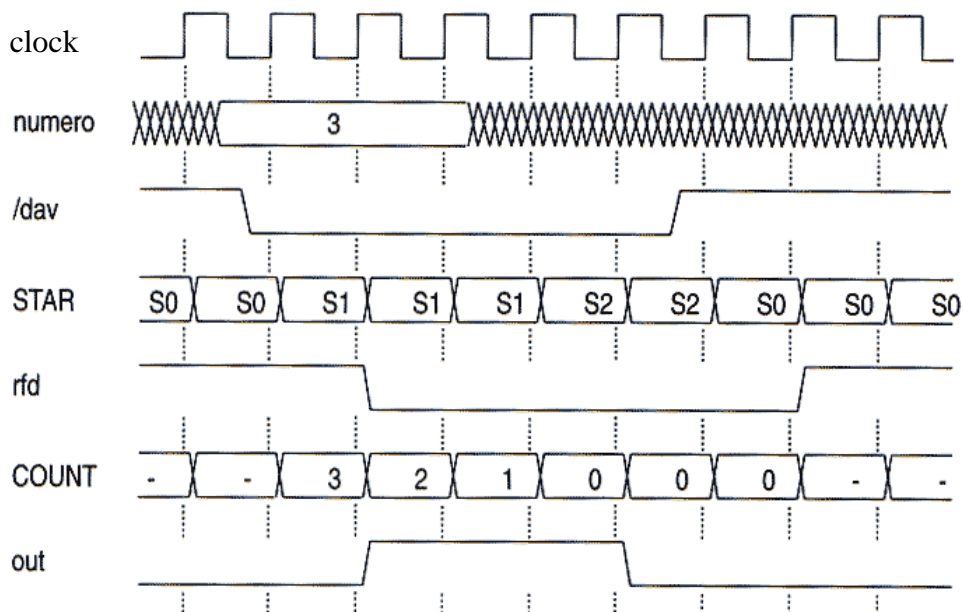 clock
numero 3
/dav
STAR S0 S0 S1 S1 S1 S2 S2 S0 S0 S0
rfd
COUNT - - 3 2 1 0 0 0 - -
out